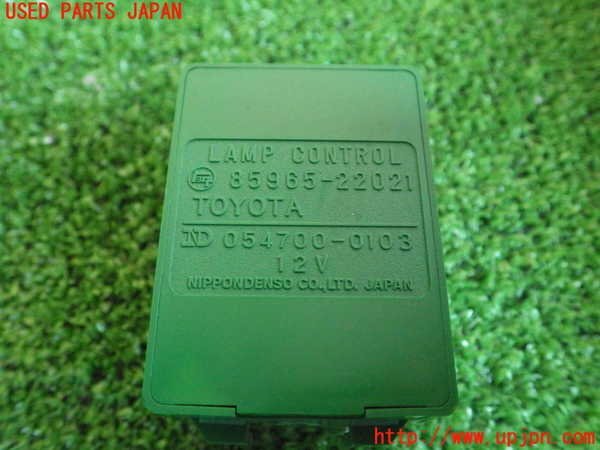 USED PARTS JAPAN
LAMP CONTROL
85965-22021
TOYOTA
ND 054700-0103
12V
NIPPONDENSO CO.,LTD. JAPAN
http://www.upjpn.com/